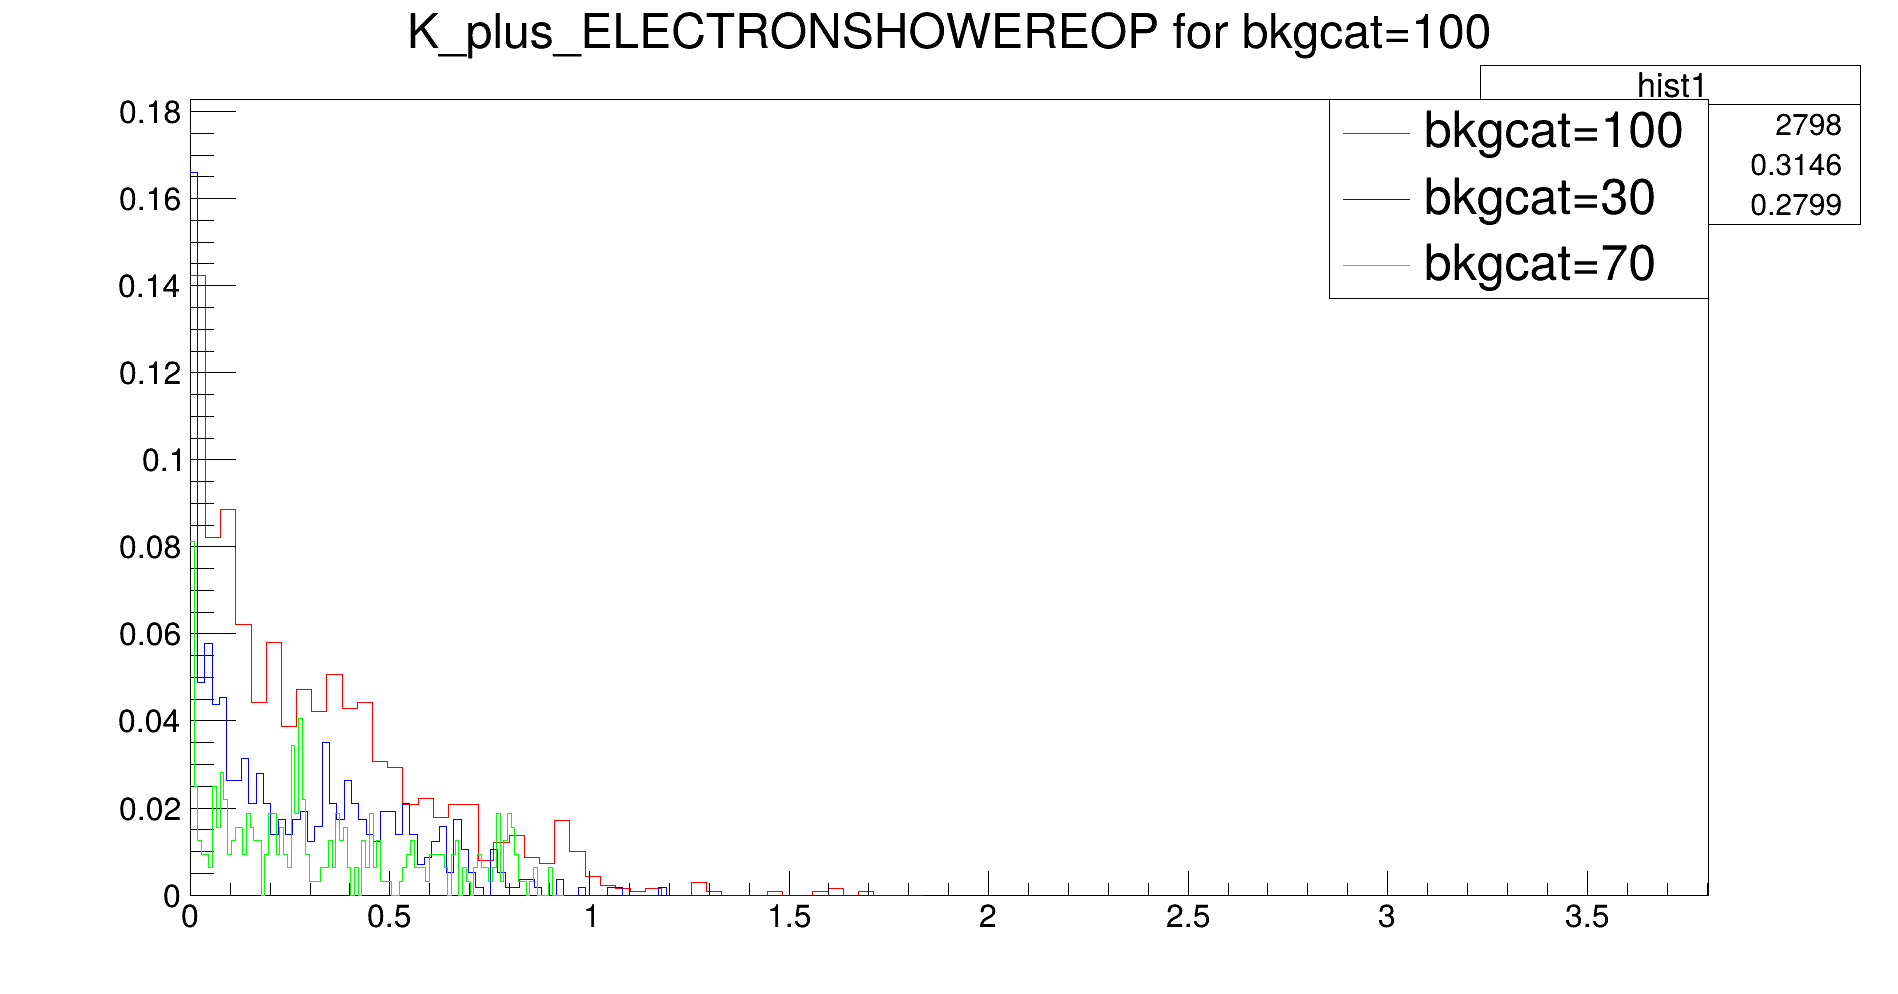 K_plus_ELECTRONSHOWEREOP for bkgcat=100
hist1
2798
0.3146
0.2799
bkgcat=100
bkgcat=30
bkgcat=70
0.18
0.16
0.14
0.12
0.1
0.08
0.06
0.04
0.02
0
0 0.5 1 1.5 2 2.5 3 3.5